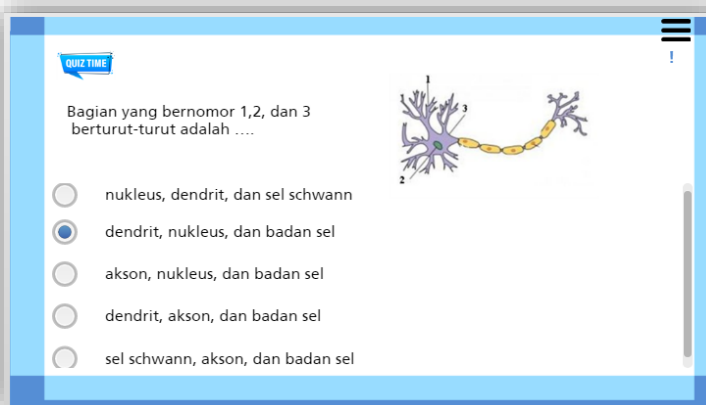 QUIZ TIME
!
Bagian yang bernomor 1,2, dan 3
berturut-turut adalah ....
1
3
2
nukleus, dendrit, dan sel schwann
dendrit, nukleus, dan badan sel
akson, nukleus, dan badan sel
dendrit, akson, dan badan sel
sel schwann, akson, dan badan sel